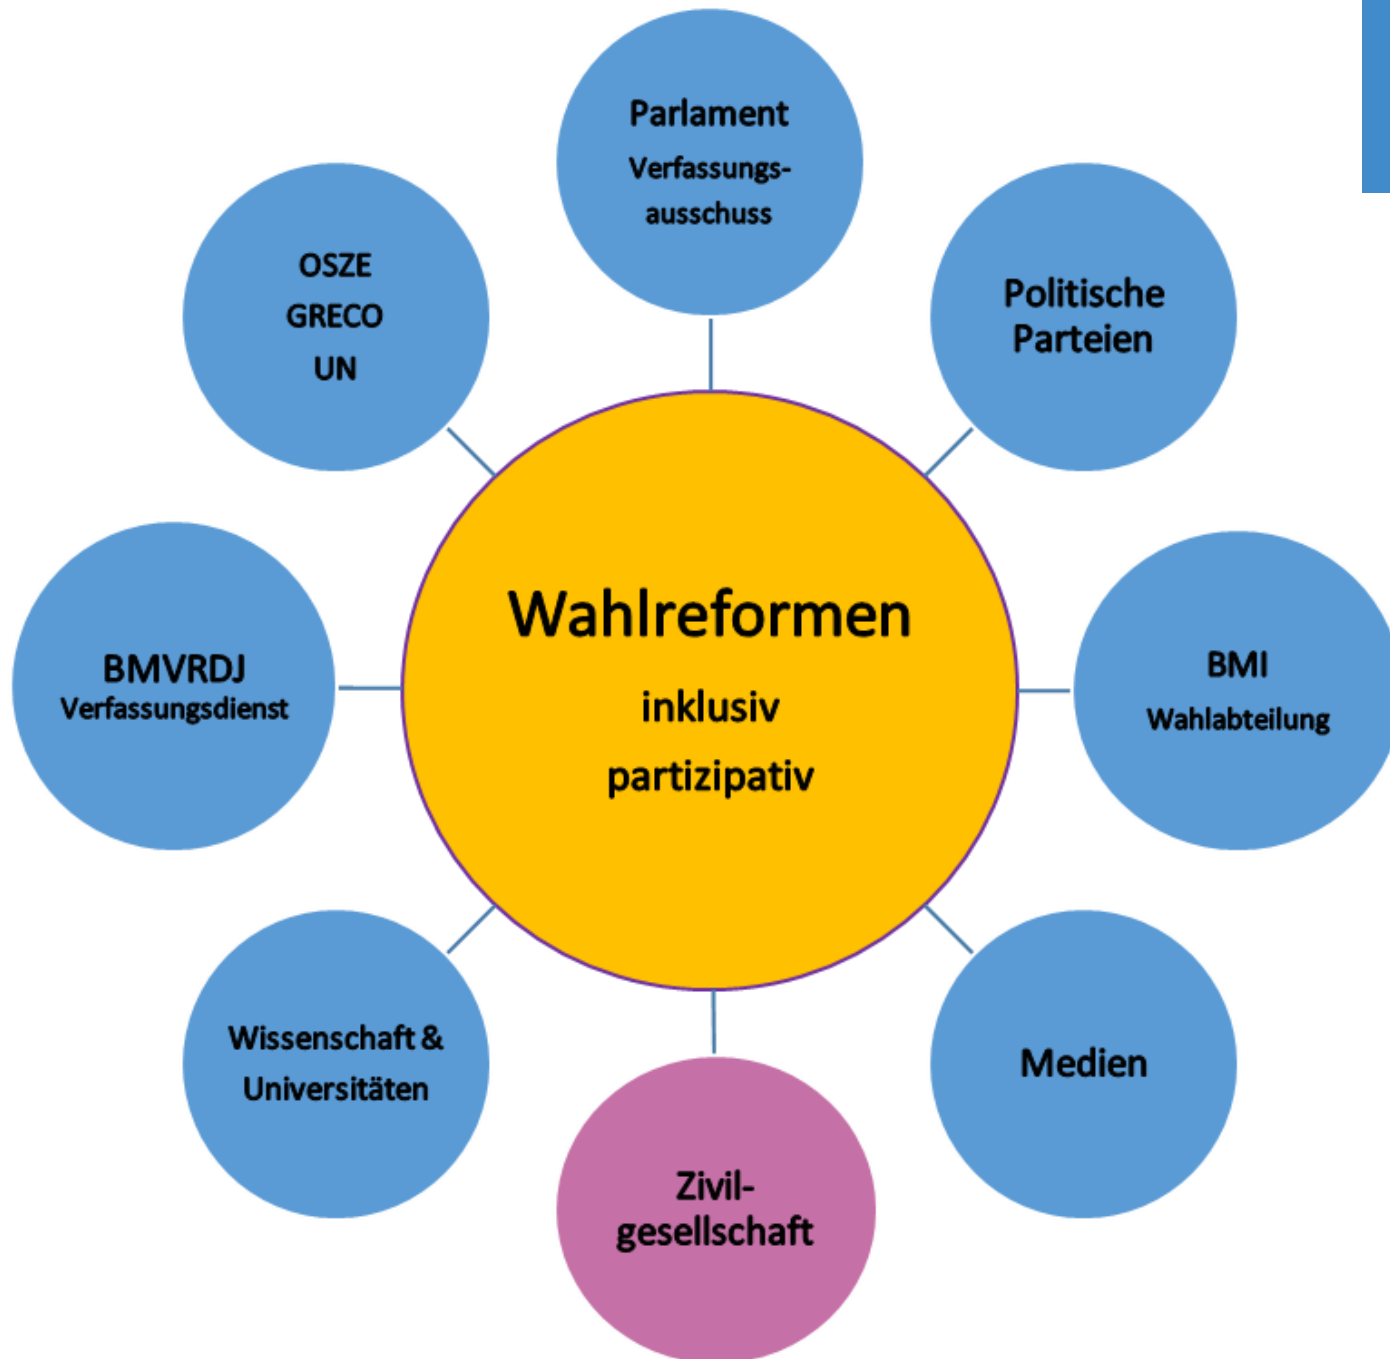 Parlament
Verfassungs-
ausschuss
OSZE
GRECO
UN
Politische
Parteien
Wahlreformen
inklusiv
partizipativ
BMVRDJ
Verfassungsdienst
BMI
Wahlabteilung
Wissenschaft &
Universitäten
Medien
Zivil-
gesellschaft